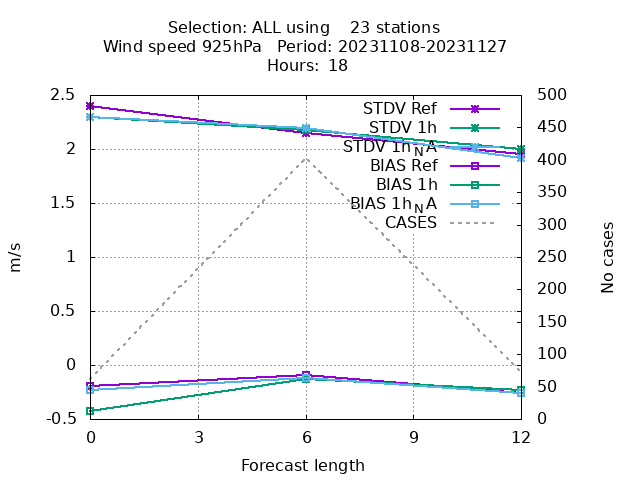 Selection: ALL using    23 stations
Wind speed 925hPa   Period: 20231108-20231127
Hours: 18
2.5
2
1.5
1
0.5
0
-0.5
m/s
STDV Ref
STDV 1h
STDV 1h_NA
BIAS Ref
BIAS 1h
BIAS 1h_NA
CASES
500
450
400
350
300
250
200
150
100
50
0
No cases
0 3 6 9 12
Forecast length